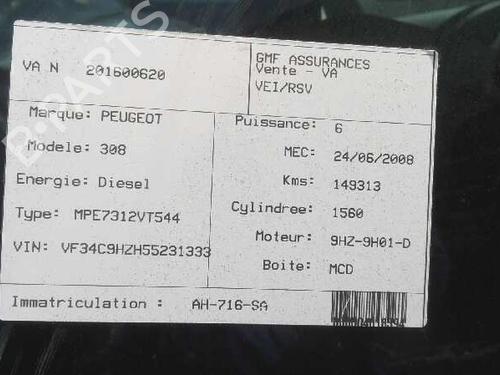 VA N 201600620
GMF ASSURANCES
Vente - VA
VEI/RSV
Marque: PEUGEOT
Modele: 308
Energie: Diesel
Type: MPE7312VT544
VIN: VF34C9HZH55231333
Puissance: 6
MEC: 24/06/2008
Kms: 149313
Cylindree: 1560
Moteur: 9HZ-9H01-D
Boite: MCD
Immatriculation : AH-716-SA
B-PARTS